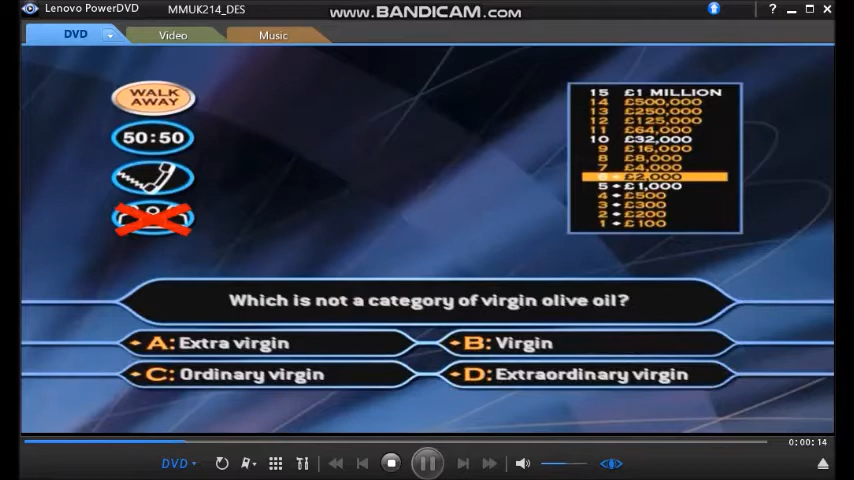 Lenovo PowerDVD
MMUK214_DES
www.BANDICAM.com
DVD
Video
Music
WALK AWAY
50:50
15 £1 MILLION
14 £500,000
13 £250,000
12 £125,000
11 £64,000
10 £32,000
9 £16,000
8 £8,000
7 £4,000
6 £2,000
5 £1,000
4 £500
3 £300
2 £200
1 £100
Which is not a category of virgin olive oil?
A: Extra virgin
B: Virgin
C: Ordinary virgin
D: Extraordinary virgin
0:00:14
DVD